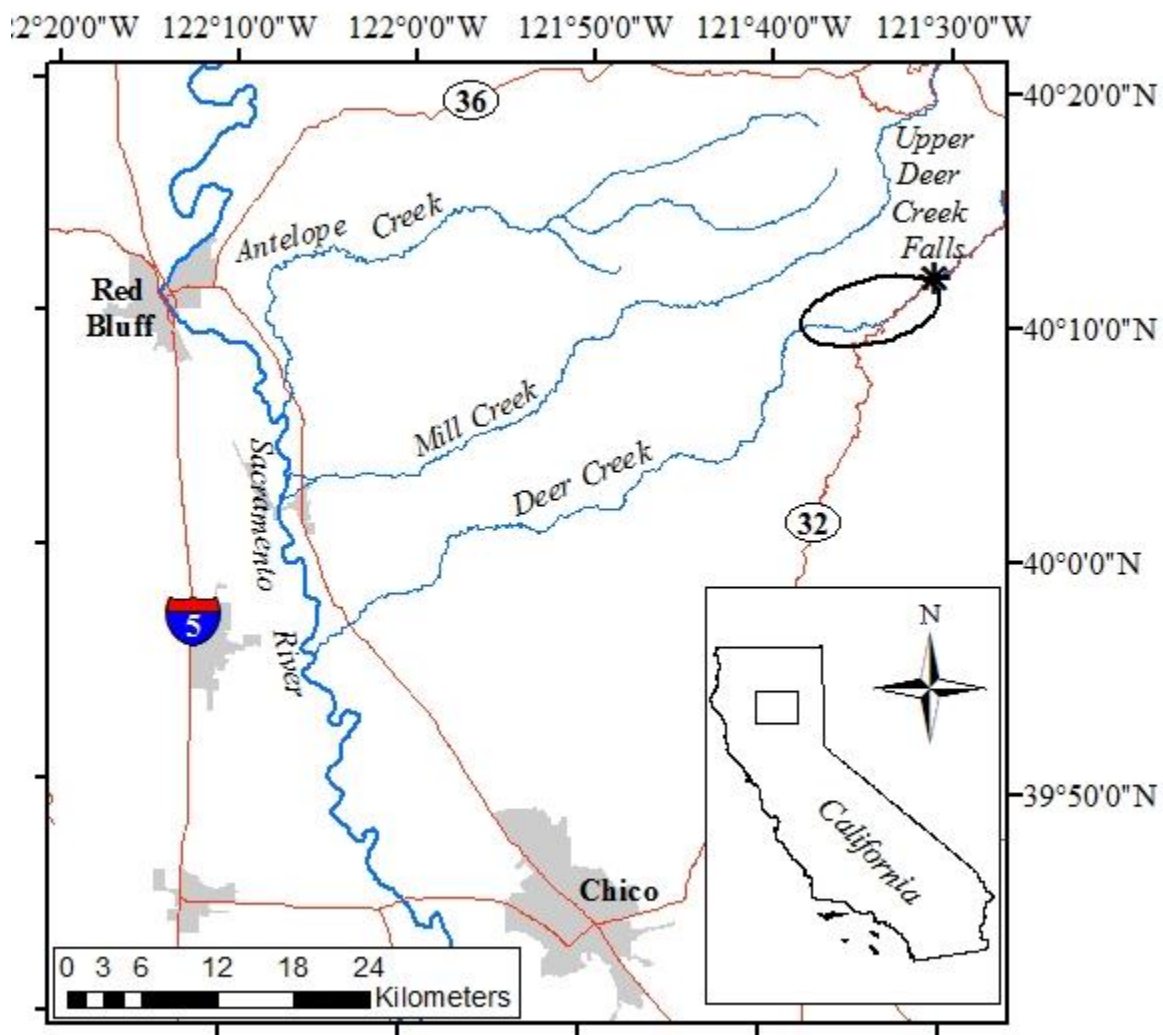 2°20'0"W 122°10'0"W 122°0'0"W 121°50'0"W 121°40'0"W 121°30'0"W
36
40°20'0"N
Upper
Deer
Creek
Falls
Antelope Creek
Red
Bluff
40°10'0"N
Mill Creek
Deer Creek
Sacramento
River
32
40°0'0"N
5
N
39°50'0"N
California
Chico
0 3 6 12 18 24
Kilometers